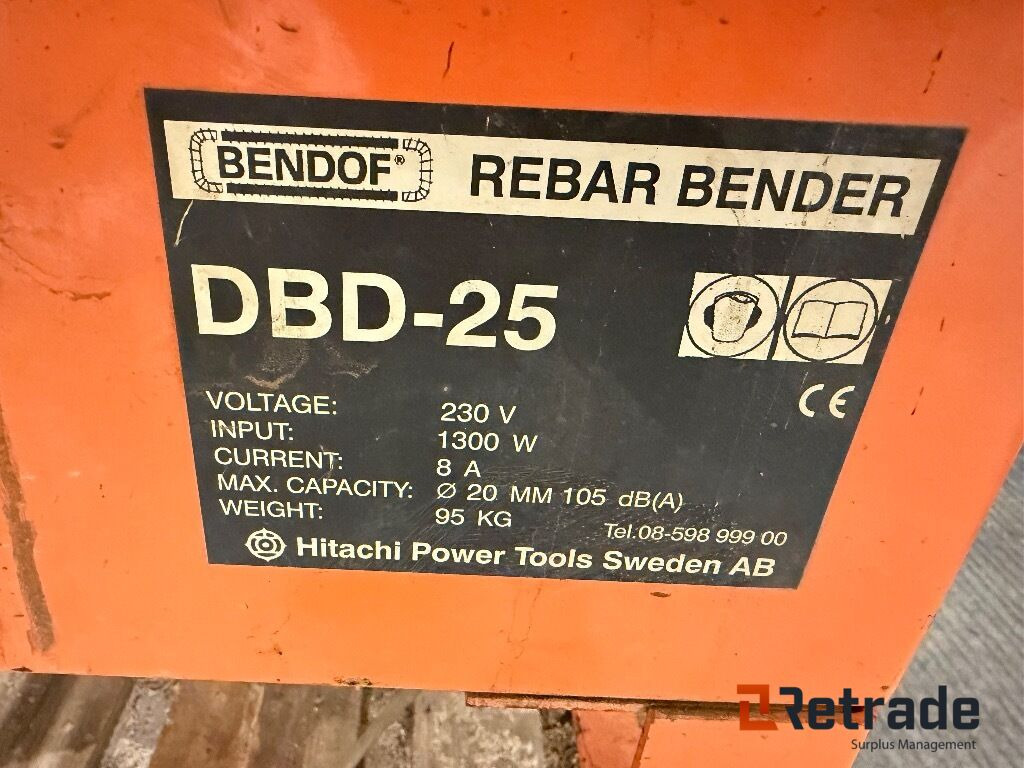 BENDOF® REBAR BENDER
DBD-25
CE
VOLTAGE: 230 V
INPUT: 1300 W
CURRENT: 8 A
MAX. CAPACITY: Ø 20 MM 105 dB(A)
WEIGHT: 95 KG
Tel.08-598 999 00
Hitachi Power Tools Sweden AB
Retrade
Surplus Management